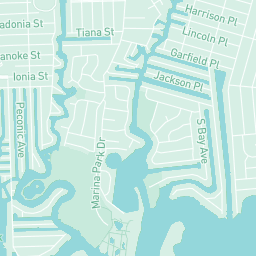 Harrison Pl
Lincoln Pl
Tiana St
Garfield Pl
Ionia St
Jackson Pl
Peconic Ave
S Bay Ave
Marina Park Dr